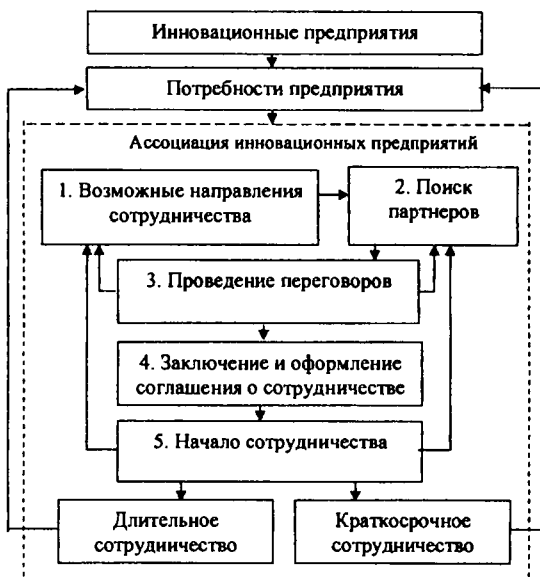 Инновационные предприятия
Потребности предприятия
Ассоциация инновационных предприятий
1. Возможные направления
сотрудничества
2. Поиск
партнеров
3. Проведение переговоров
4. Заключение и оформление
соглашения о сотрудничестве
5. Начало сотрудничества
Длительное
сотрудничество
Краткосрочное
сотрудничество